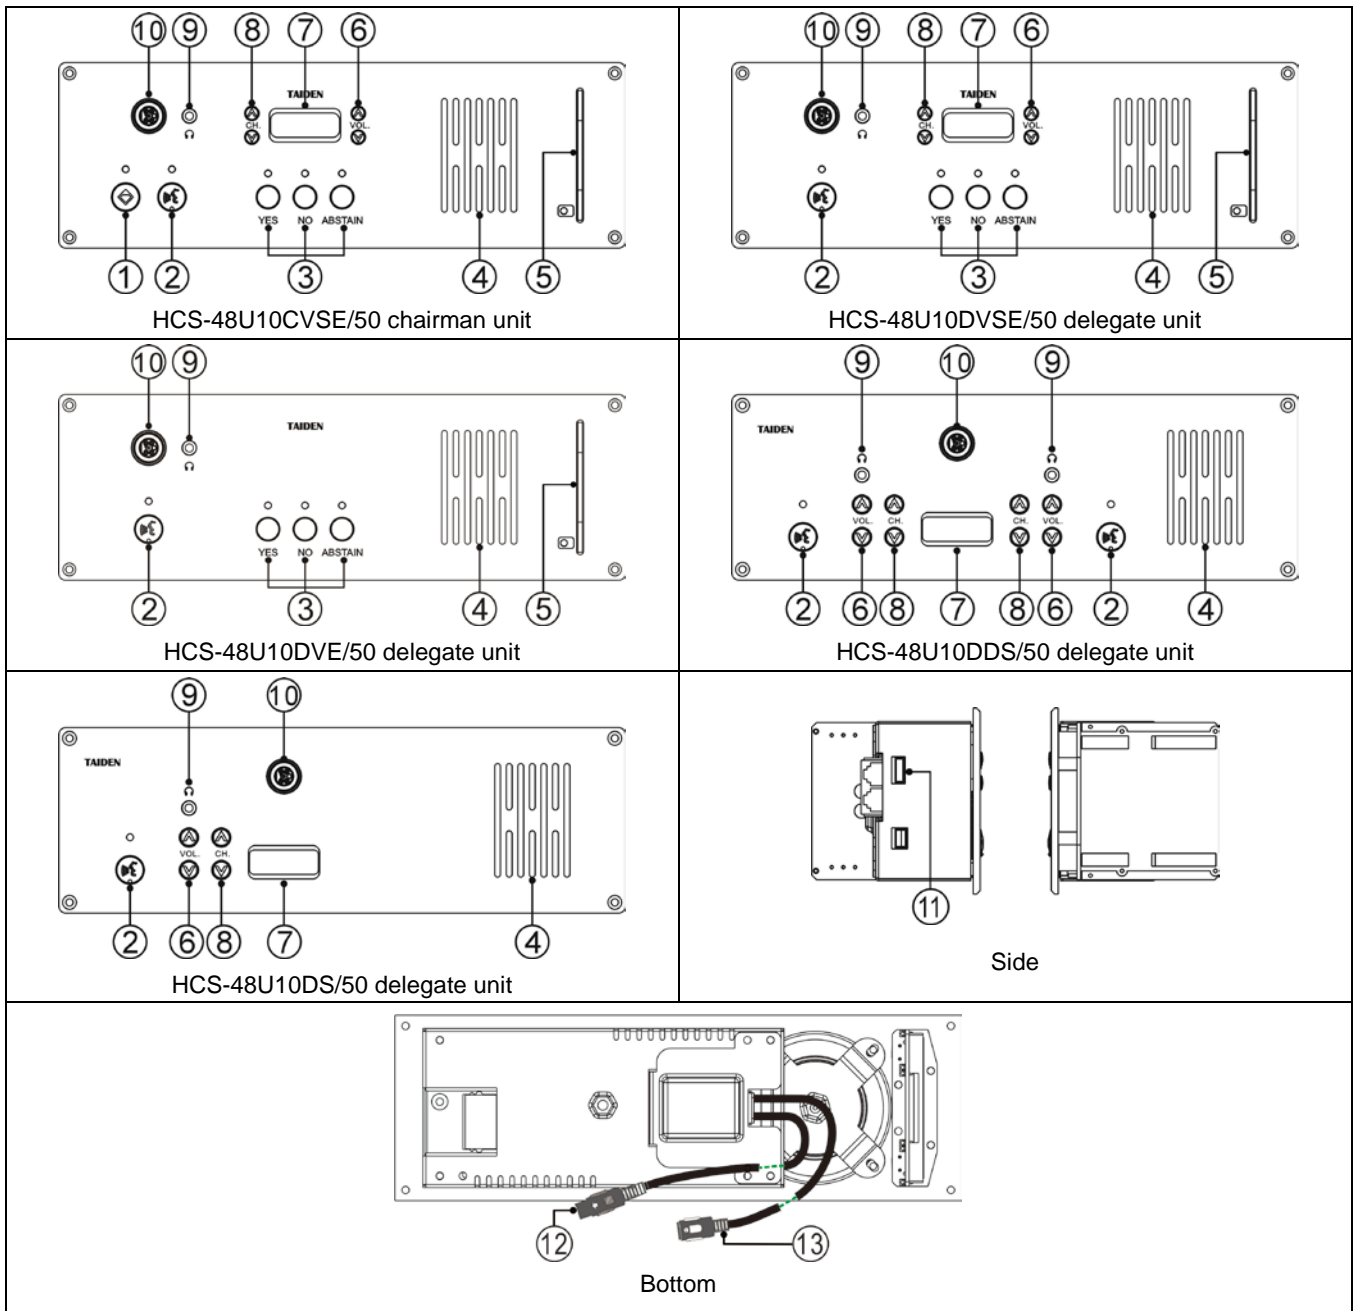 ⑩ ⑨ ⑧ ⑦ ⑥
TAIDEN
CH. VOL.
YES NO ABSTAIN
⑤
① ② ③ ④
HCS-48U10CVSE/50 chairman unit
⑩ ⑨ ⑧ ⑦ ⑥
TAIDEN
CH. VOL.
YES NO ABSTAIN
⑤
② ③ ④
HCS-48U10DVSE/50 delegate unit
⑩ ⑨
TAIDEN
YES NO ABSTAIN
② ③ ④ ⑤
HCS-48U10DVE/50 delegate unit
⑨ ⑩ ⑨
TAIDEN
VOL. CH. CH. VOL.
② ⑥ ⑧ ⑦ ⑧ ⑥ ② ④
HCS-48U10DDS/50 delegate unit
⑨ ⑩
TAIDEN
VOL. CH.
② ⑥ ⑧ ⑦ ④
HCS-48U10DS/50 delegate unit
⑪
Side
⑫ ⑬
Bottom